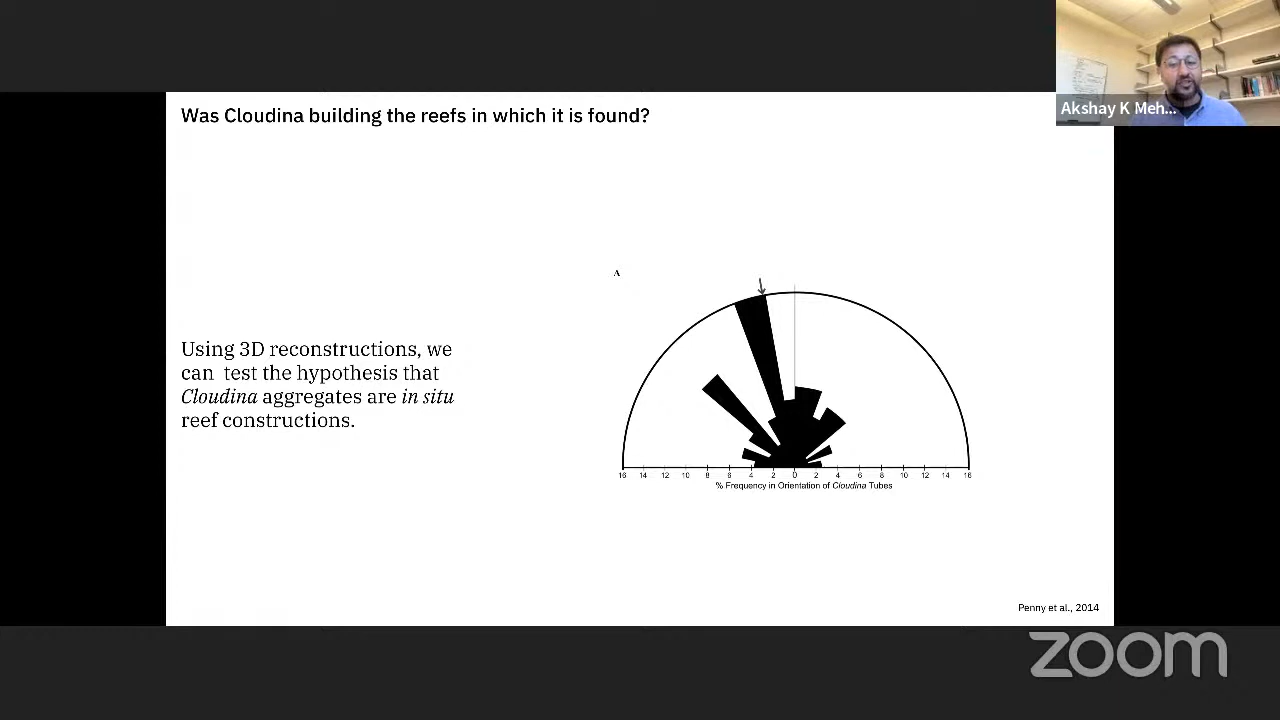 Akshay K Meh...
Was Cloudina building the reefs in which it is found?
A
Using 3D reconstructions, we
can test the hypothesis that
Cloudina aggregates are in situ
reef constructions.
16 14 12 10 8 6 4 2 0 2 4 6 8 10 12 14 16
% Frequency in Orientation of Cloudina Tubes
Penny et al., 2014
zoom